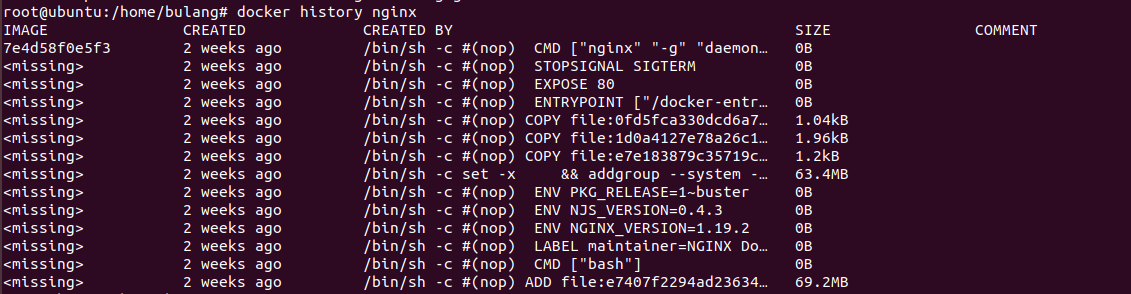 root@ubuntu:/home/bulang# docker history nginx
IMAGE CREATED CREATED BY SIZE COMMENT
7e4d58f0e5f3 2 weeks ago /bin/sh -c #(nop) CMD ["nginx" "-g" "daemon… 0B
<missing> 2 weeks ago /bin/sh -c #(nop) STOPSIGNAL SIGTERM 0B
<missing> 2 weeks ago /bin/sh -c #(nop) EXPOSE 80 0B
<missing> 2 weeks ago /bin/sh -c #(nop) ENTRYPOINT ["/docker-entr… 0B
<missing> 2 weeks ago /bin/sh -c #(nop) COPY file:0fd5fca330dcd6a7… 1.04kB
<missing> 2 weeks ago /bin/sh -c #(nop) COPY file:1d0a4127e78a26c1… 1.96kB
<missing> 2 weeks ago /bin/sh -c #(nop) COPY file:e7e183879c35719c… 1.2kB
<missing> 2 weeks ago /bin/sh -c set -x && addgroup --system -… 63.4MB
<missing> 2 weeks ago /bin/sh -c #(nop) ENV PKG_RELEASE=1~buster 0B
<missing> 2 weeks ago /bin/sh -c #(nop) ENV NJS_VERSION=0.4.3 0B
<missing> 2 weeks ago /bin/sh -c #(nop) ENV NGINX_VERSION=1.19.2 0B
<missing> 2 weeks ago /bin/sh -c #(nop) LABEL maintainer=NGINX Do… 0B
<missing> 2 weeks ago /bin/sh -c #(nop) CMD ["bash"] 0B
<missing> 2 weeks ago /bin/sh -c #(nop) ADD file:e7407f2294ad23634… 69.2MB